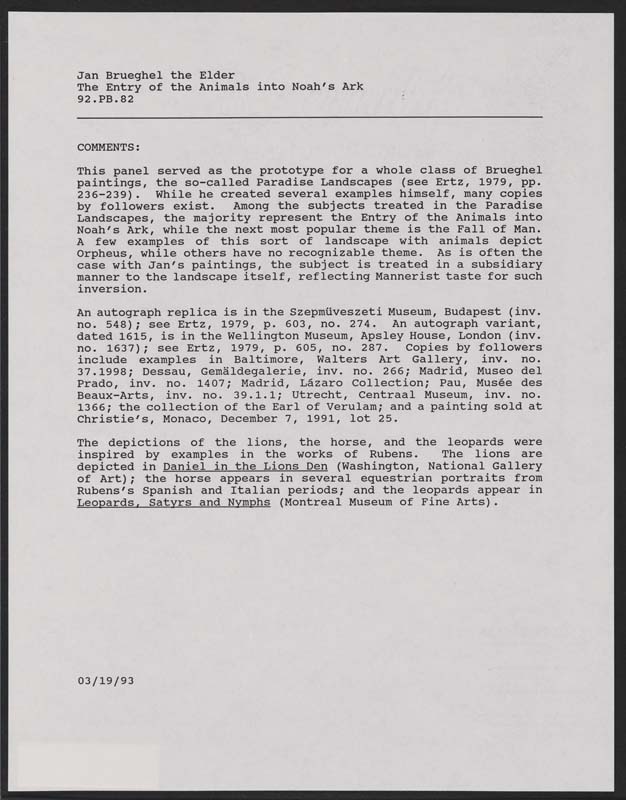 Jan Brueghel the Elder
The Entry of the Animals into Noah's Ark
92.PB.82
COMMENTS:
This panel served as the prototype for a whole class of Brueghel
paintings, the so-called Paradise Landscapes (see Ertz, 1979, pp.
236-239). While he created several examples himself, many copies
by followers exist. Among the subjects treated in the Paradise
Landscapes, the majority represent the Entry of the Animals into
Noah's Ark, while the next most popular theme is the Fall of Man.
A few examples of this sort of landscape with animals depict
Orpheus, while others have no recognizable theme. As is often the
case with Jan's paintings, the subject is treated in a subsidiary
manner to the landscape itself, reflecting Mannerist taste for such
inversion.
An autograph replica is in the Szepmüveszeti Museum, Budapest (inv.
no. 548); see Ertz, 1979, p. 603, no. 274. An autograph variant,
dated 1615, is in the Wellington Museum, Apsley House, London (inv.
no. 1637); see Ertz, 1979, p. 605, no. 287. Copies by followers
include examples in Baltimore, Walters Art Gallery, inv. no.
37.1998; Dessau, Gemäldegalerie, inv. no. 266; Madrid, Museo del
Prado, inv. no. 1407; Madrid, Lázaro Collection; Pau, Musée des
Beaux-Arts, inv. no. 39.1.1; Utrecht, Centraal Museum, inv. no.
1366; the collection of the Earl of Verulam; and a painting sold at
Christie's, Monaco, December 7, 1991, lot 25.
The depictions of the lions, the horse, and the leopards were
inspired by examples in the works of Rubens. The lions are
depicted in Daniel in the Lions Den (Washington, National Gallery
of Art); the horse appears in several equestrian portraits from
Rubens's Spanish and Italian periods; and the leopards appear in
Leopards, Satyrs and Nymphs (Montreal Museum of Fine Arts).
03/19/93